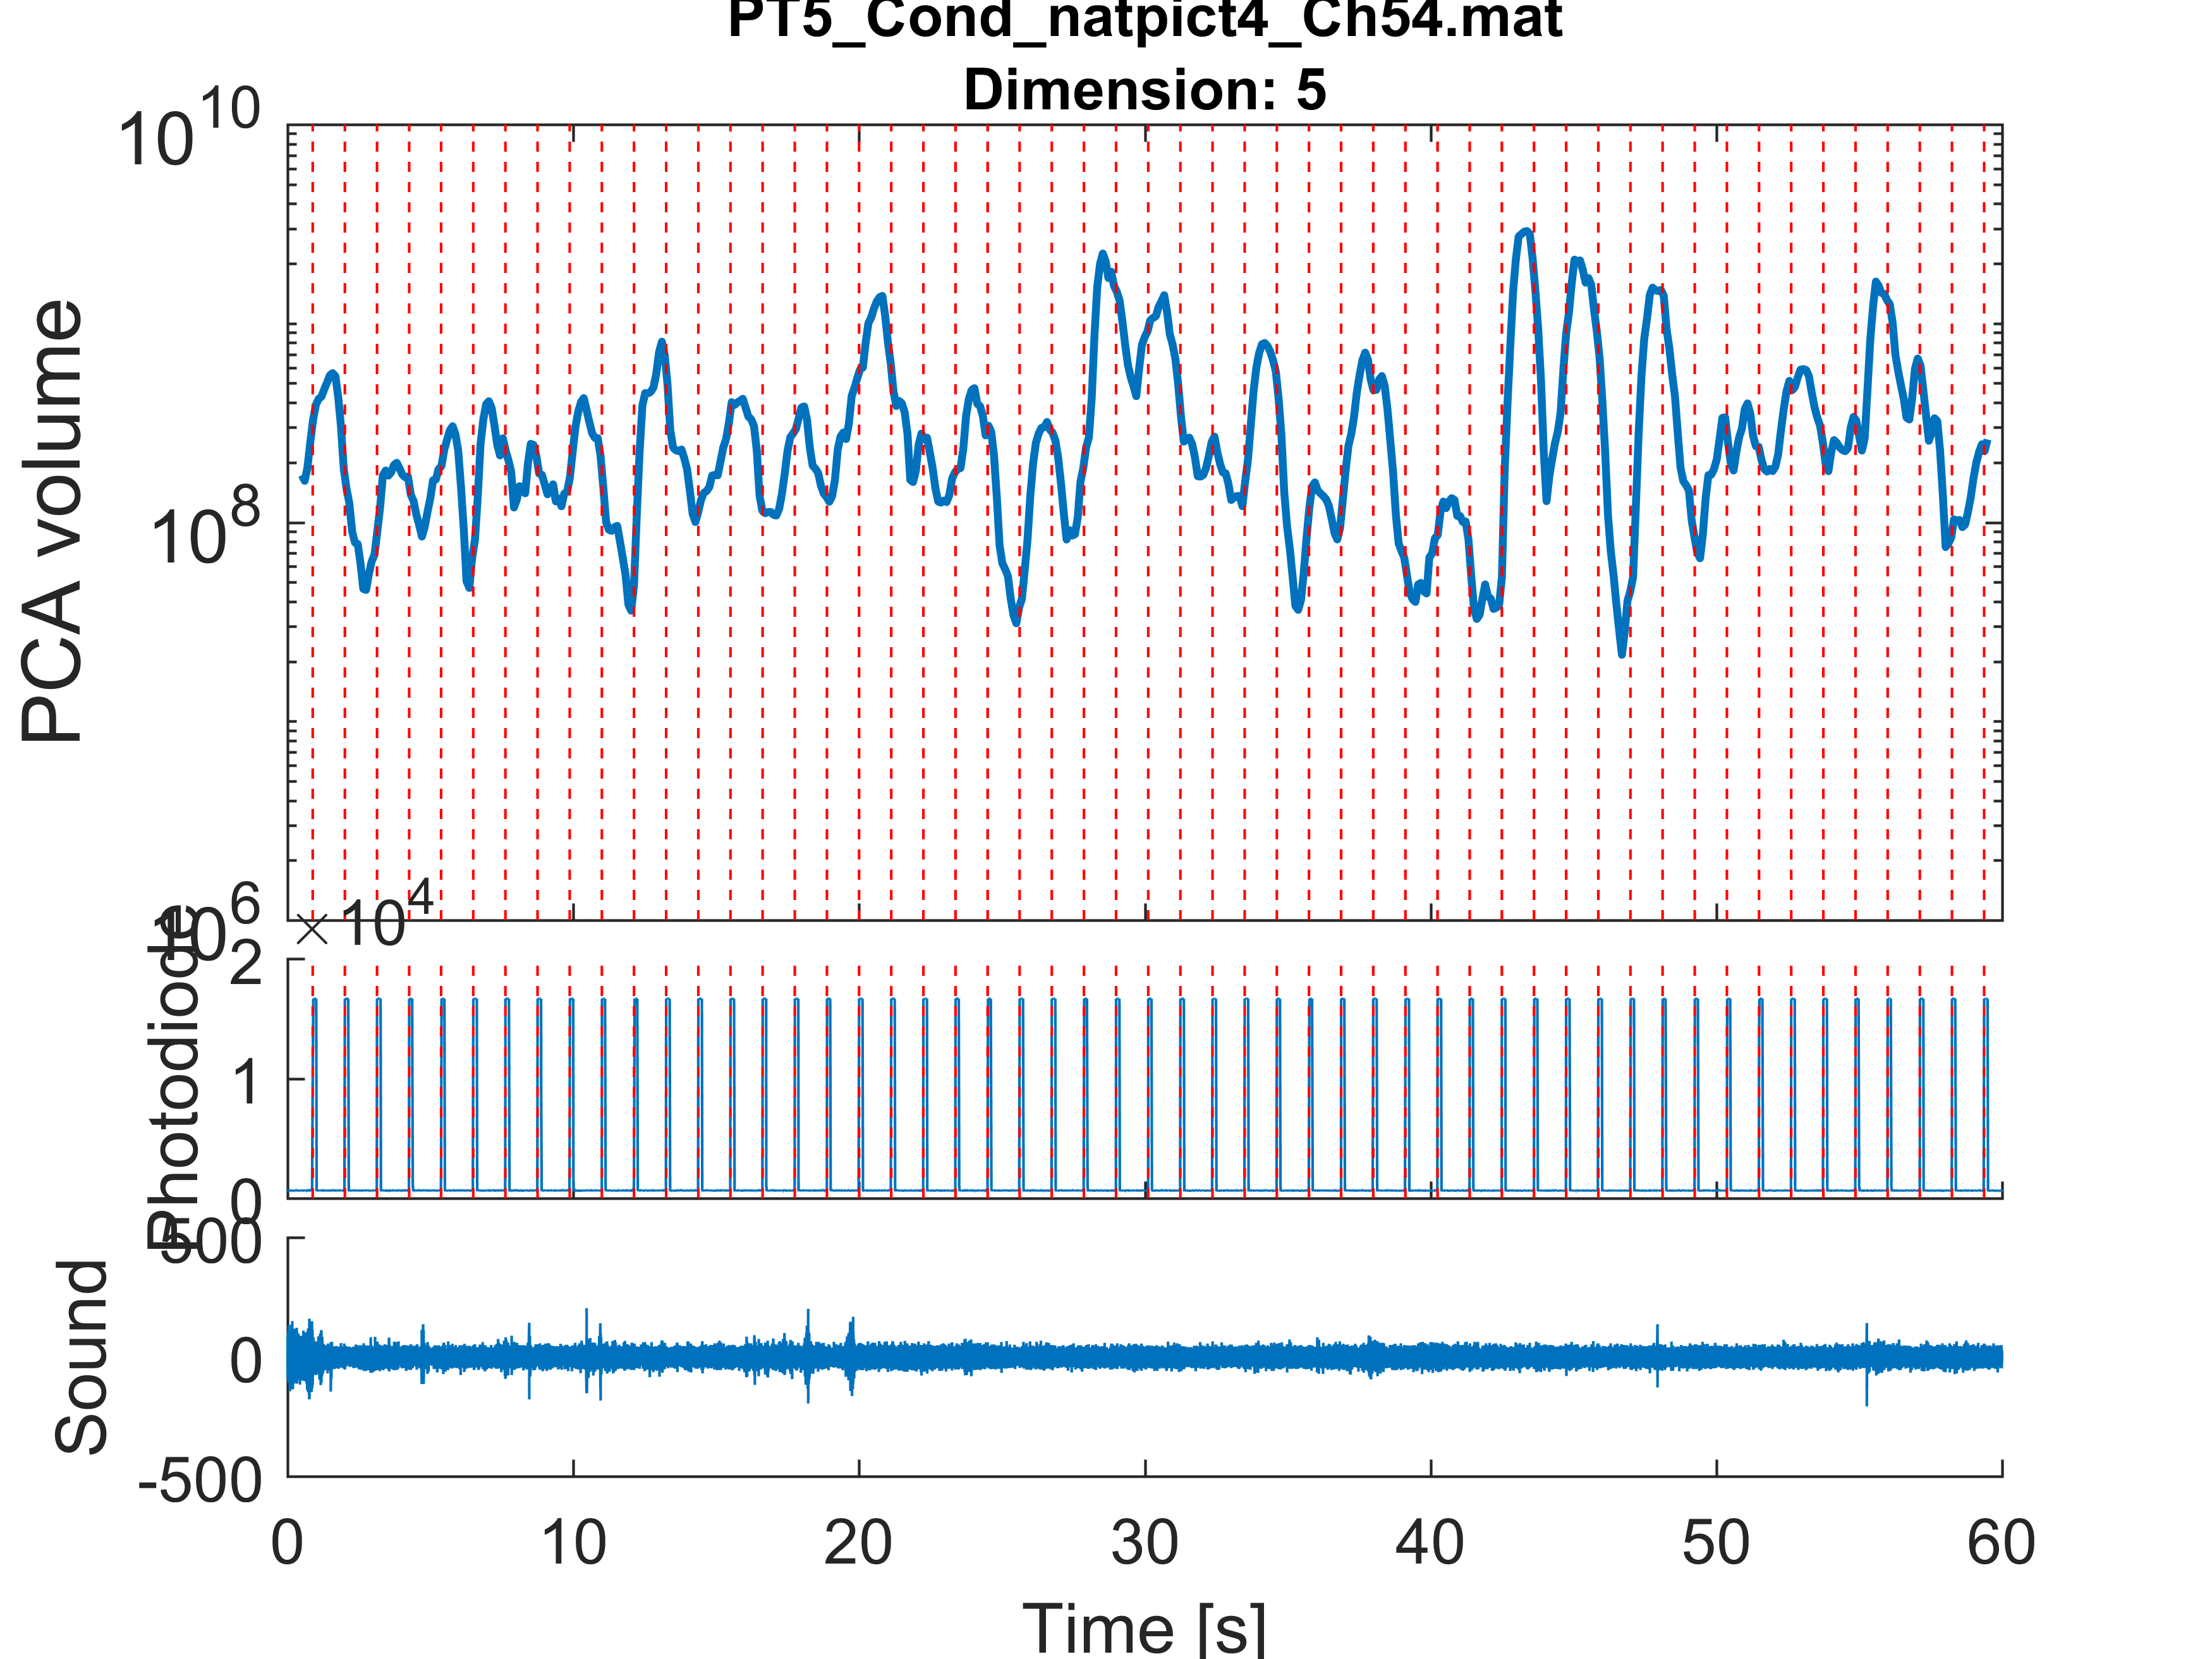 PT5_Cond_natpict4_Ch54.mat
Dimension: 5
10^10
10^8
10^6
PCA volume
×10^4
2
1
0
Photodiode
500
0
-500
Sound
0 10 20 30 40 50 60
Time [s]